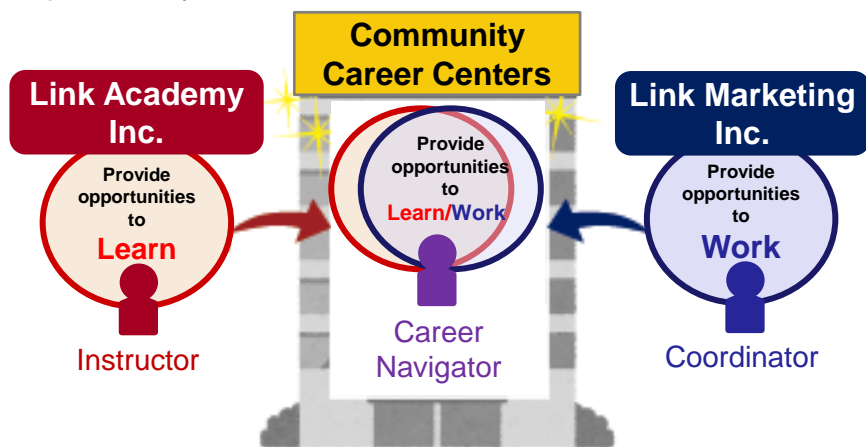 Community
Career Centers
Link Academy
Inc.
Provide
opportunities
to
Learn
Instructor
Provide
opportunities
to
Learn/Work
Career
Navigator
Link Marketing
Inc.
Provide
opportunities
to
Work
Coordinator